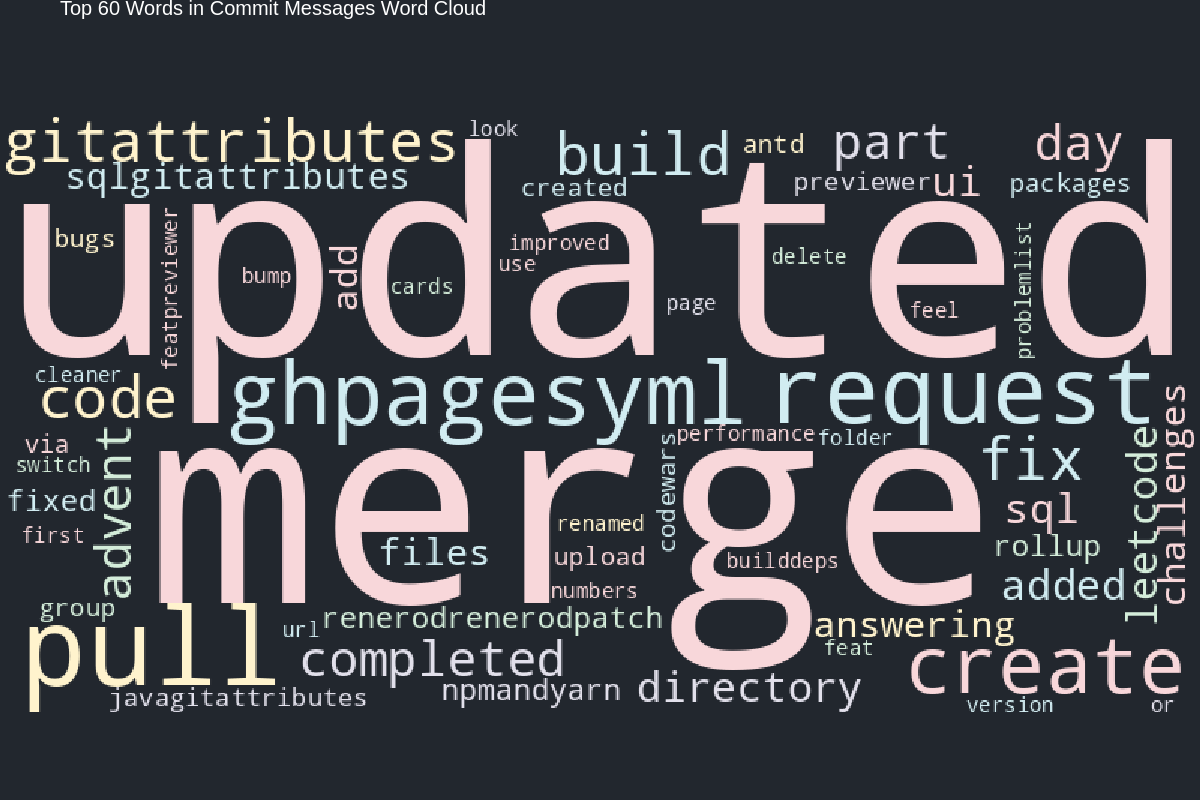 Top 60 Words in Commit Messages Word Cloud
look
gitattributes
build
antd
part
day
sqlgitattributes
created
previewer
ui
packages
updated
bugs
featpreviewer
bump
add
cards
improved
use
page
delete
feel
problemlist
cleaner
code
ghpagesyml
request
challenges
via
switch
advent
merge
performance
folder
codewars
fix
leetcode
fixed
first
files
renamed
upload
numbers
builddeps
sql
rollup
added
group
pull
url
renerodrenerodpatch
answering
feat
completed
create
javagitattributes
npmandyarn
directory
version
or